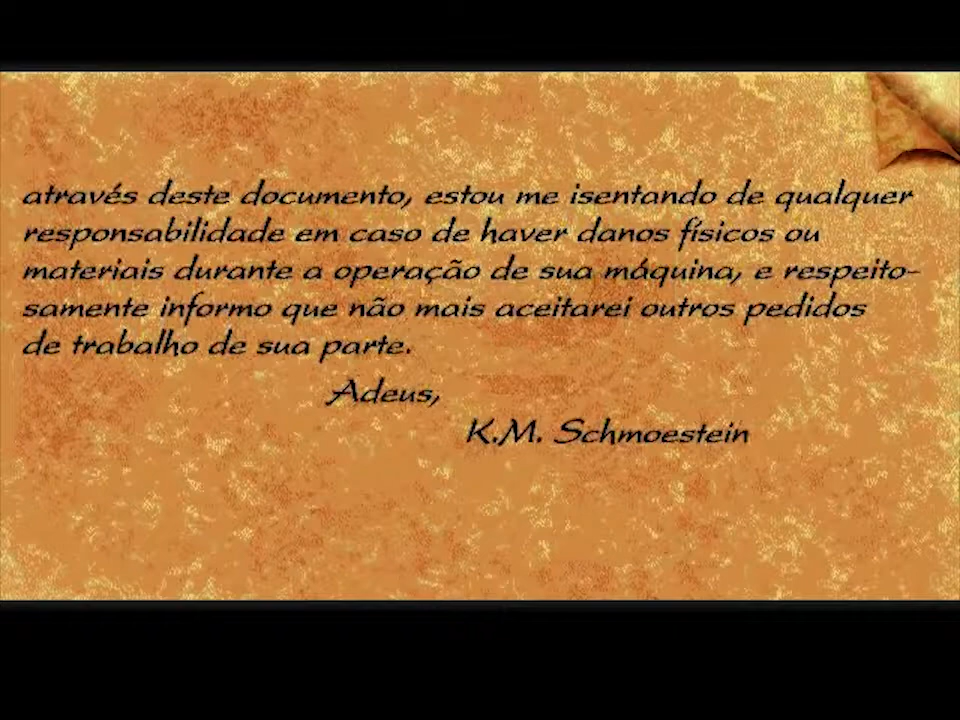 através deste documento, estou me isentando de qualquer
responsabilidade em caso de haver danos físicos ou
materiais durante a operação de sua máquina, e respeito-
samente informo que não mais aceitarei outros pedidos
de trabalho de sua parte.
Adeus,
K.M. Schmoestein